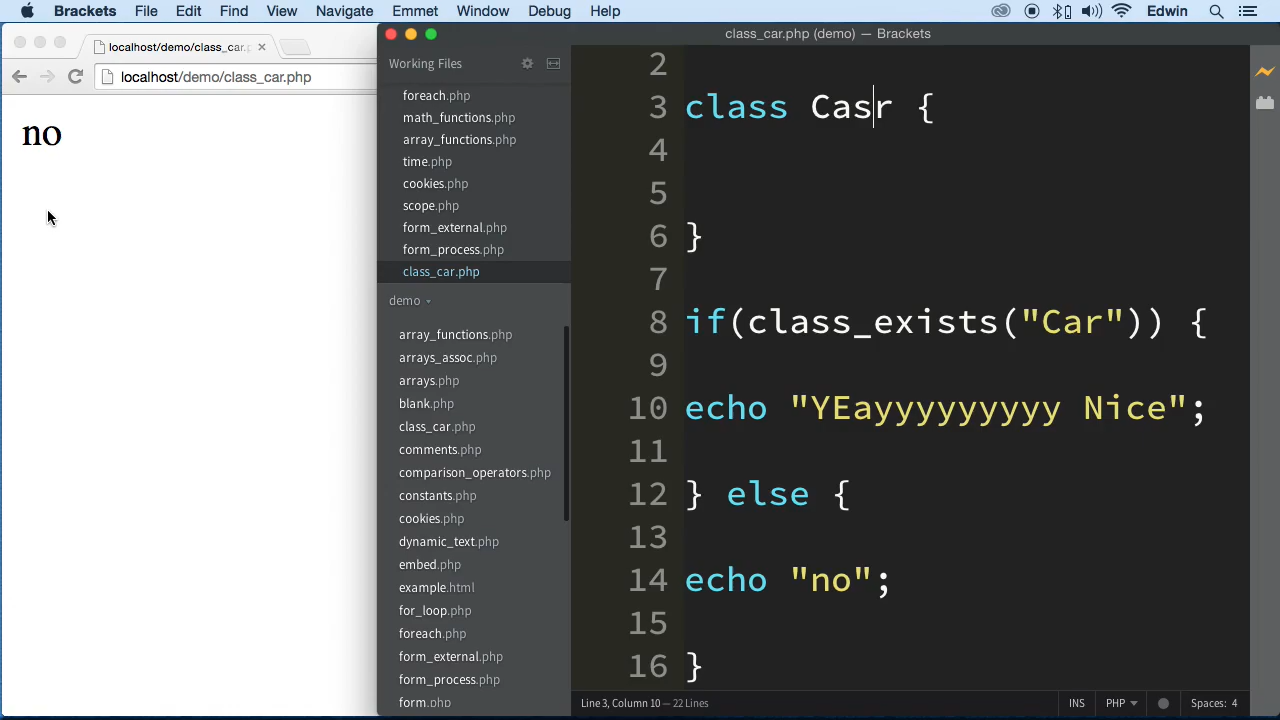 Brackets File Edit Find View Navigate Emmet Window Debug Help Edwin
localhost/demo/class_car.p
localhost/demo/class_car.php
no
class_car.php (demo) — Brackets
Working Files
foreach.php
math_functions.php
array_functions.php
time.php
cookies.php
scope.php
form_external.php
form_process.php
class_car.php
demo
array_functions.php
arrays_assoc.php
arrays.php
blank.php
class_car.php
comments.php
comparison_operators.php
constants.php
cookies.php
dynamic_text.php
embed.php
example.html
for_loop.php
foreach.php
form_external.php
form_process.php
form.php
2
3 class Casr {
4
5
6 }
7
8 if(class_exists("Car")) {
9
10 echo "YEayyyyyyyyy Nice";
11
12 } else {
13
14 echo "no";
15
16 }
Line 3, Column 10 — 22 Lines
INS PHP Spaces: 4